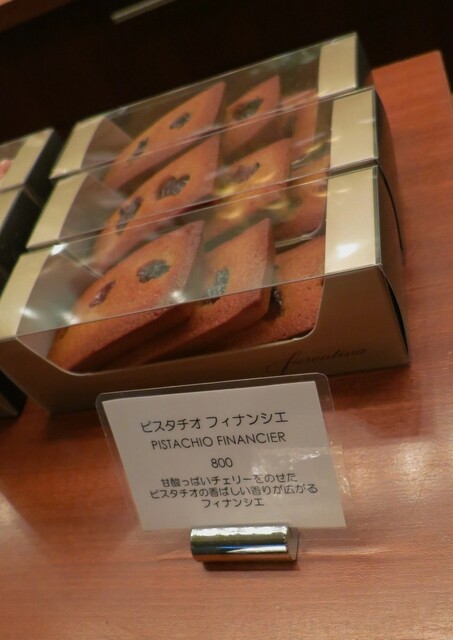 Fiorentina
ピスタチオ フィナンシエ
PISTACHIO FINANCIER
800
甘酸っぱいチェリーをのせた
ピスタチオの香ばしい香りが広がる
フィナンシエ